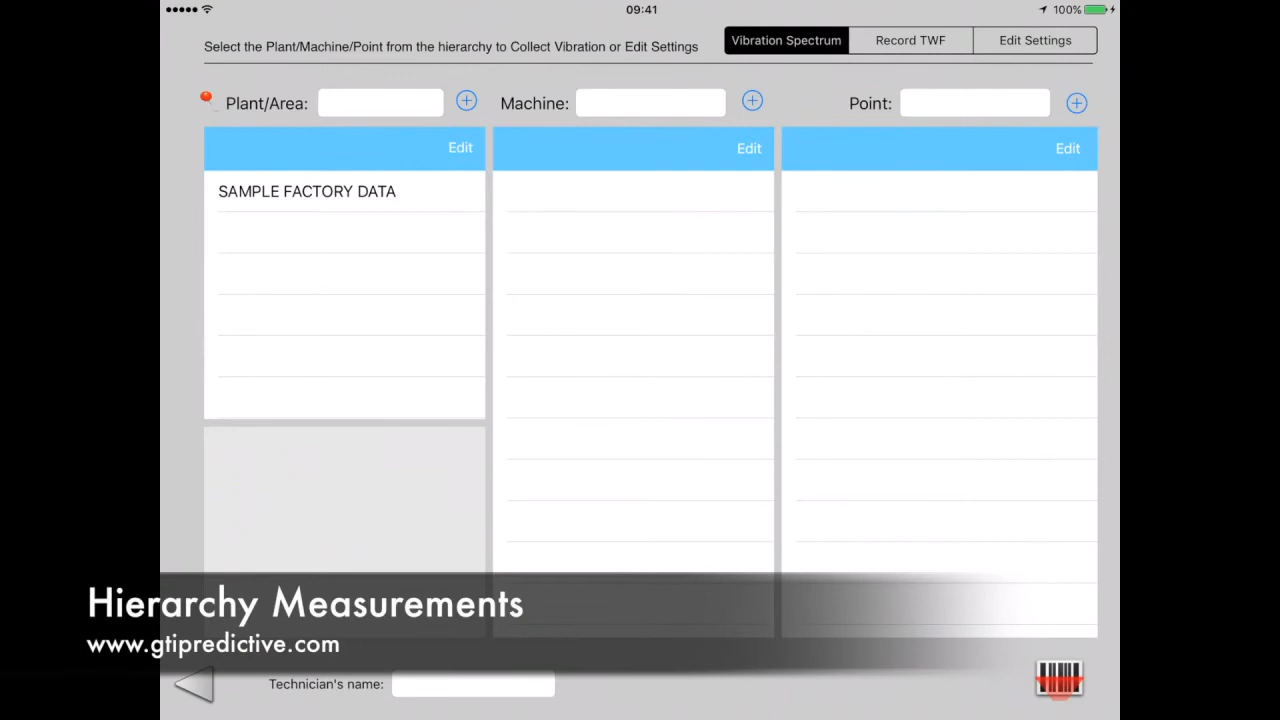 09:41
100%
Select the Plant/Machine/Point from the hierarchy to Collect Vibration or Edit Settings
Vibration Spectrum
Record TWF
Edit Settings
Plant/Area:
Machine:
Point:
Edit
Edit
Edit
SAMPLE FACTORY DATA
Hierarchy Measurements
www.gtipredictive.com
Technician's name: